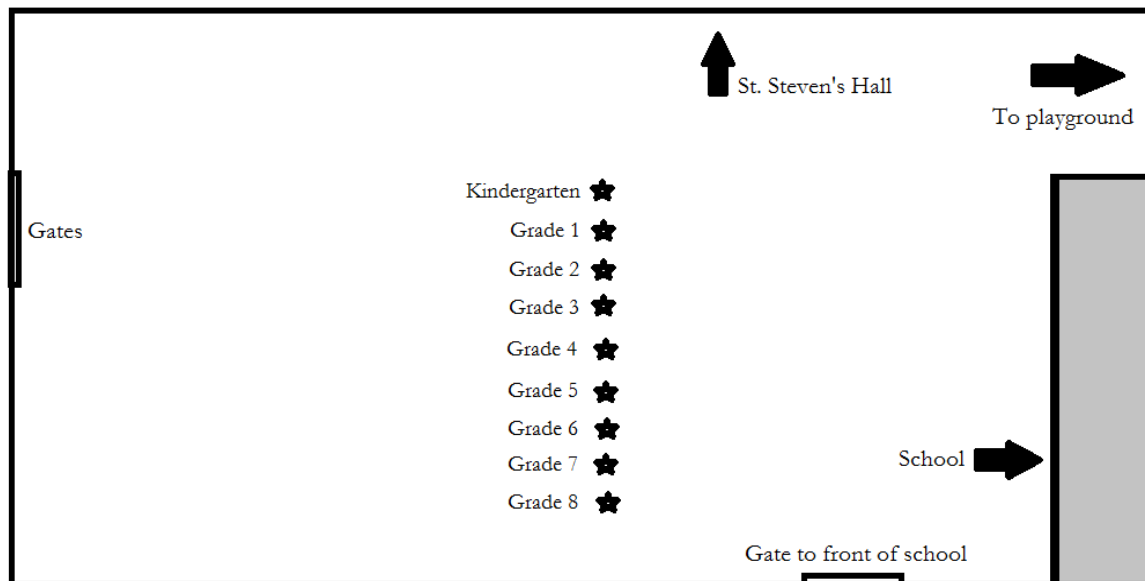 St. Steven's Hall
To playground
Kindergarten
Gates
Grade 1
Grade 2
Grade 3
Grade 4
Grade 5
Grade 6
Grade 7
School
Grade 8
Gate to front of school